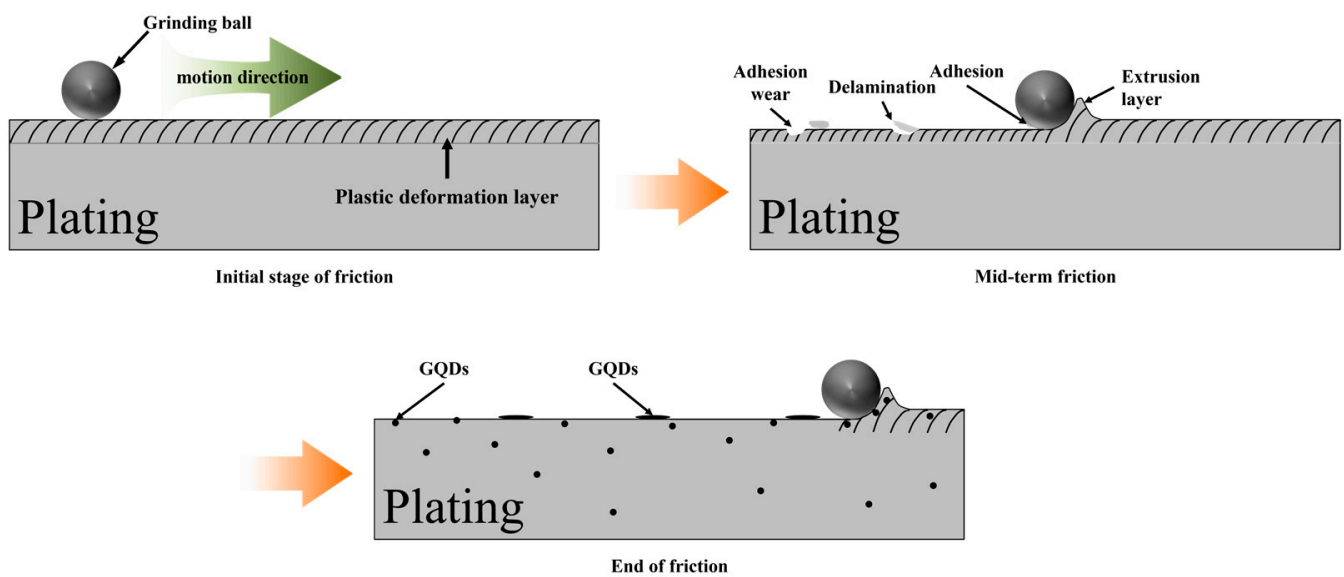 Grinding ball
motion direction
Plastic deformation layer
Plating
Initial stage of friction
Adhesion
wear
Delamination
Adhesion
Extrusion
layer
Plating
Mid-term friction
GQDs
GQDs
Plating
End of friction